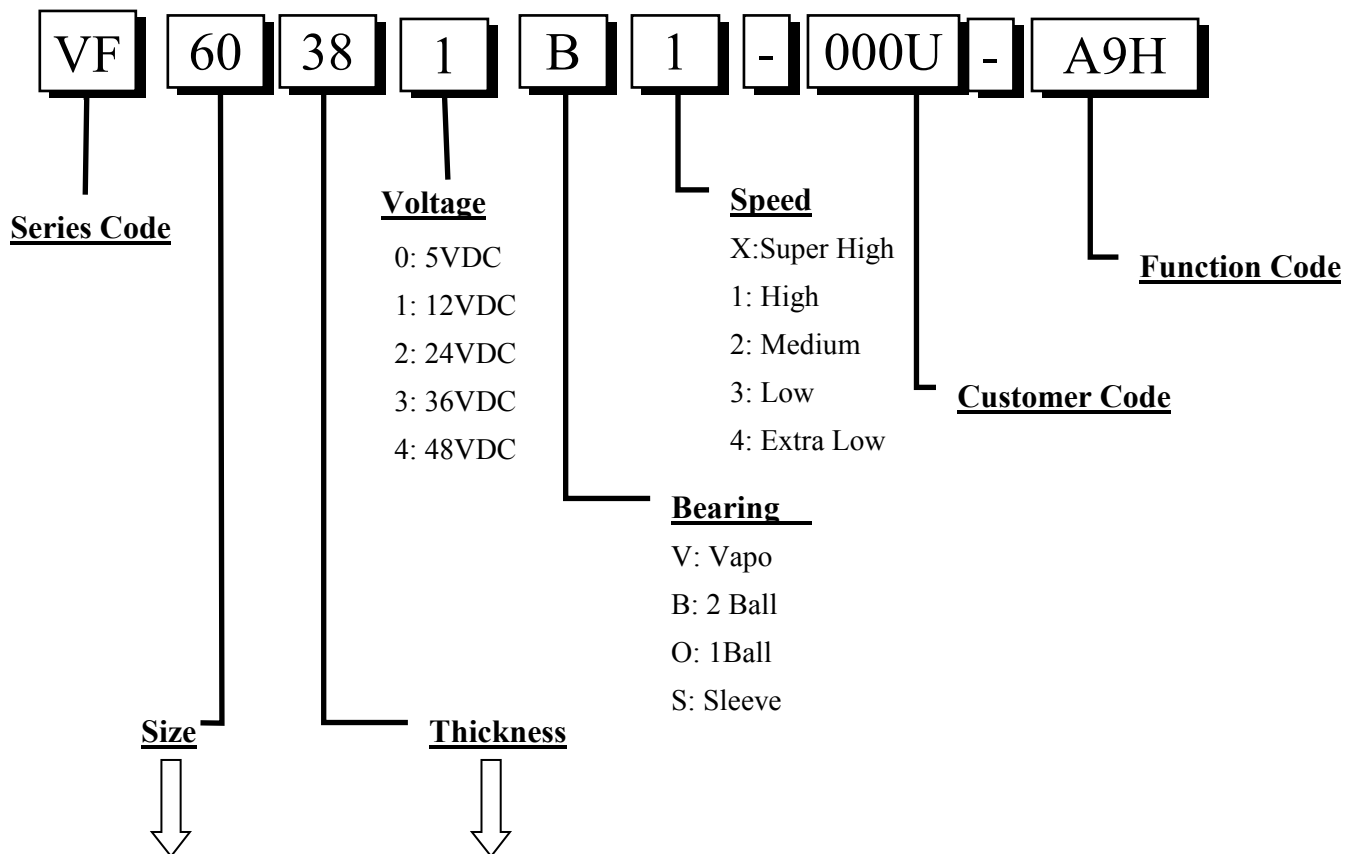 VF 60 38 1 B 1 - 000U - A9H
Series Code
Voltage
0: 5VDC
1: 12VDC
2: 24VDC
3: 36VDC
4: 48VDC
Speed
X:Super High
1: High
2: Medium
3: Low
4: Extra Low
Function Code
Customer Code
Bearing
V: Vapo
B: 2 Ball
O: 1Ball
S: Sleeve
Size
Thickness